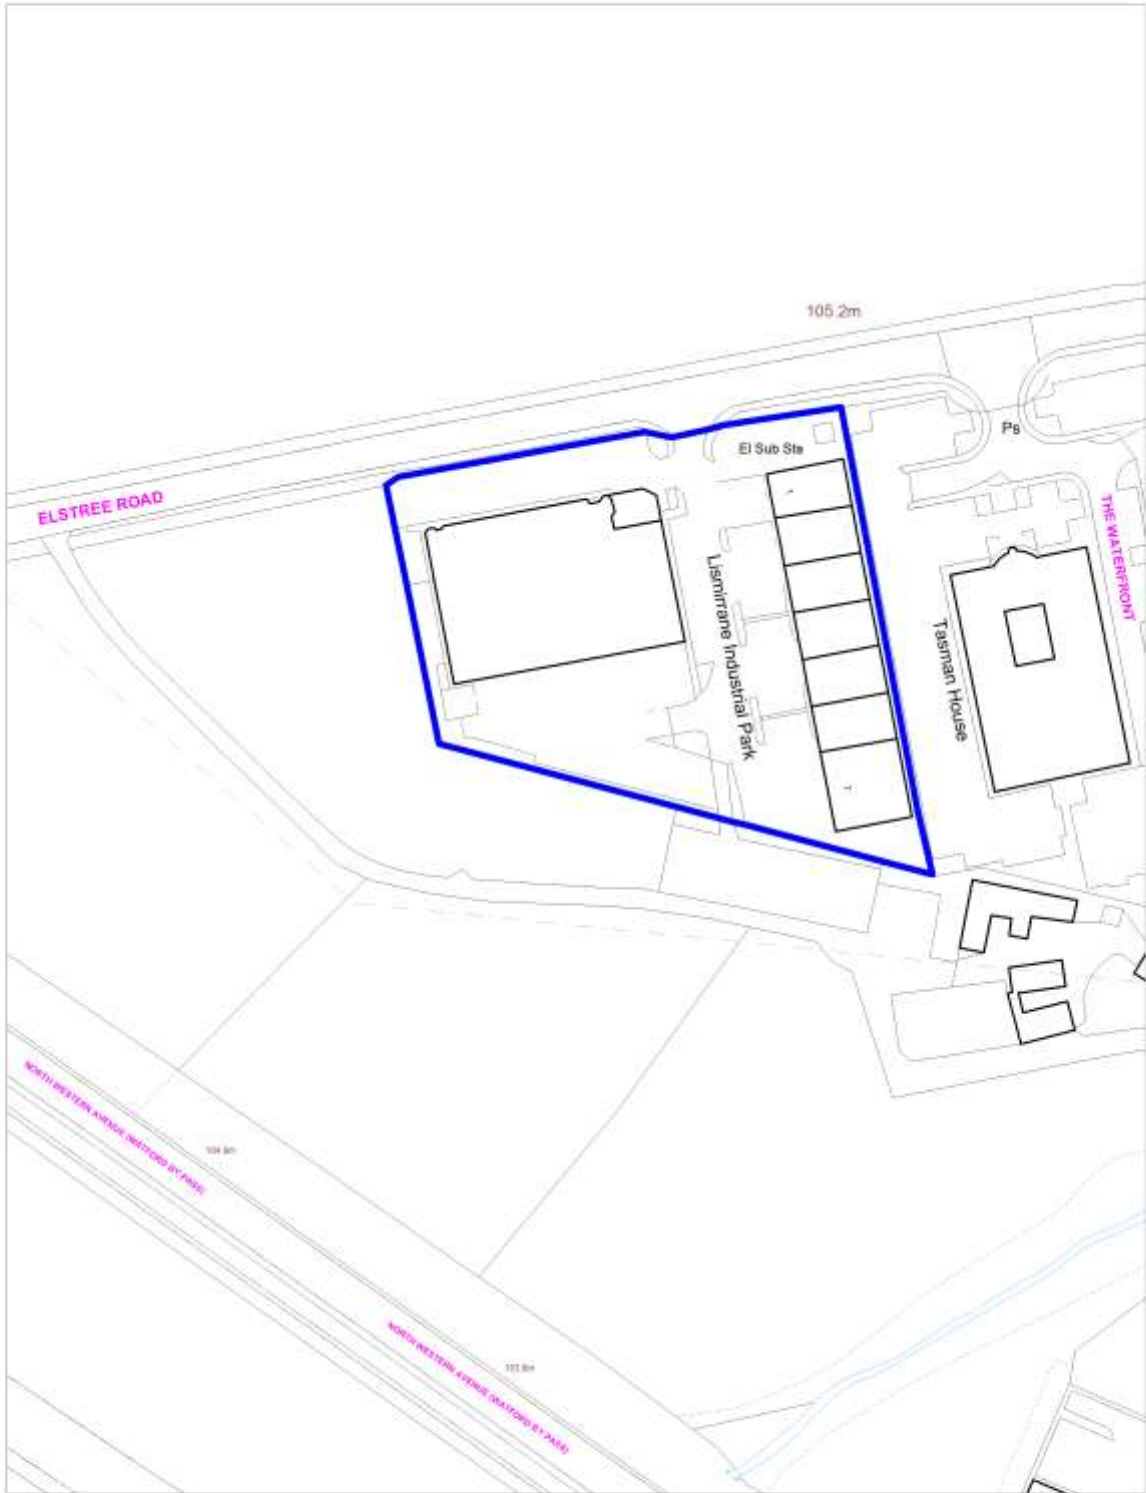 105.2m
Ps
El Sub Sta
ELSTREE ROAD
THE WATERFRONT
Lismirrane Industrial Park
Tasman House
NORTH WESTERN AVENUE (WATFORD BY PASS)
NORTH WESTERN AVENUE (WATFORD BY PASS)